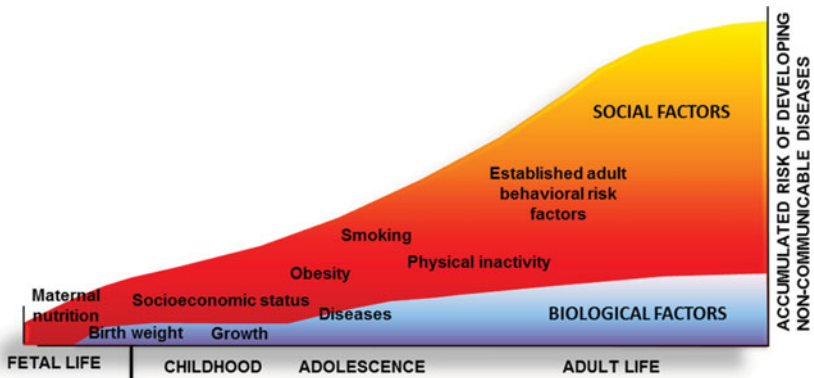 SOCIAL FACTORS
Established adult
behavioral risk
factors
Smoking
Physical inactivity
Obesity
Maternal
nutrition
Socioeconomic status
Diseases
BIOLOGICAL FACTORS
Birth weight
Growth
FETAL LIFE
CHILDHOOD
ADOLESCENCE
ADULT LIFE
ACCUMULATED RISK OF DEVELOPING
NON-COMMUNICABLE DISEASES